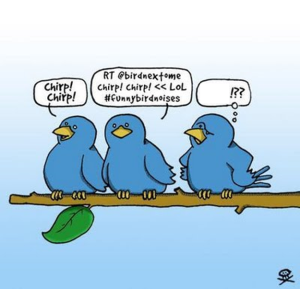 Chirp!
Chirp!
RT @birdnextome
Chirp! Chirp! << LoL
#funnybirdnoises
!??